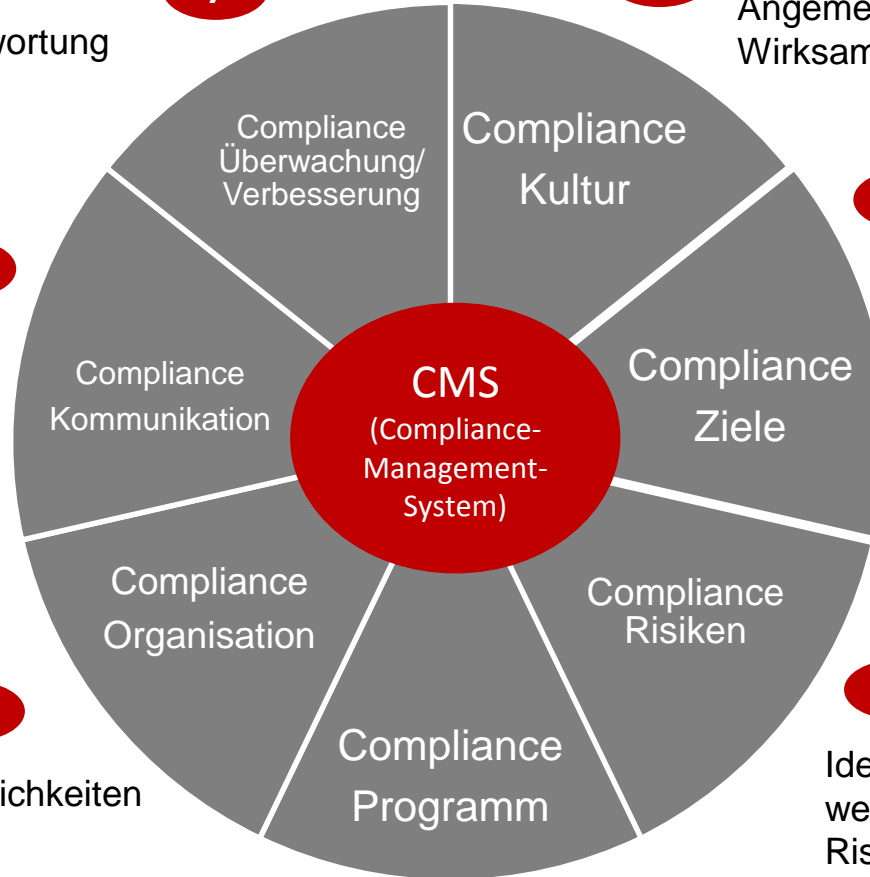 wortung
Angeme
Wirksam
Compliance
Überwachung/
Verbesserung
Compliance
Kultur
Compliance
Kommunikation
CMS
(Compliance-
Management-
System)
Compliance
Ziele
Compliance
Organisation
Compliance
Risiken
Compliance
Programm
ichkeiten
Ide
we
Ris